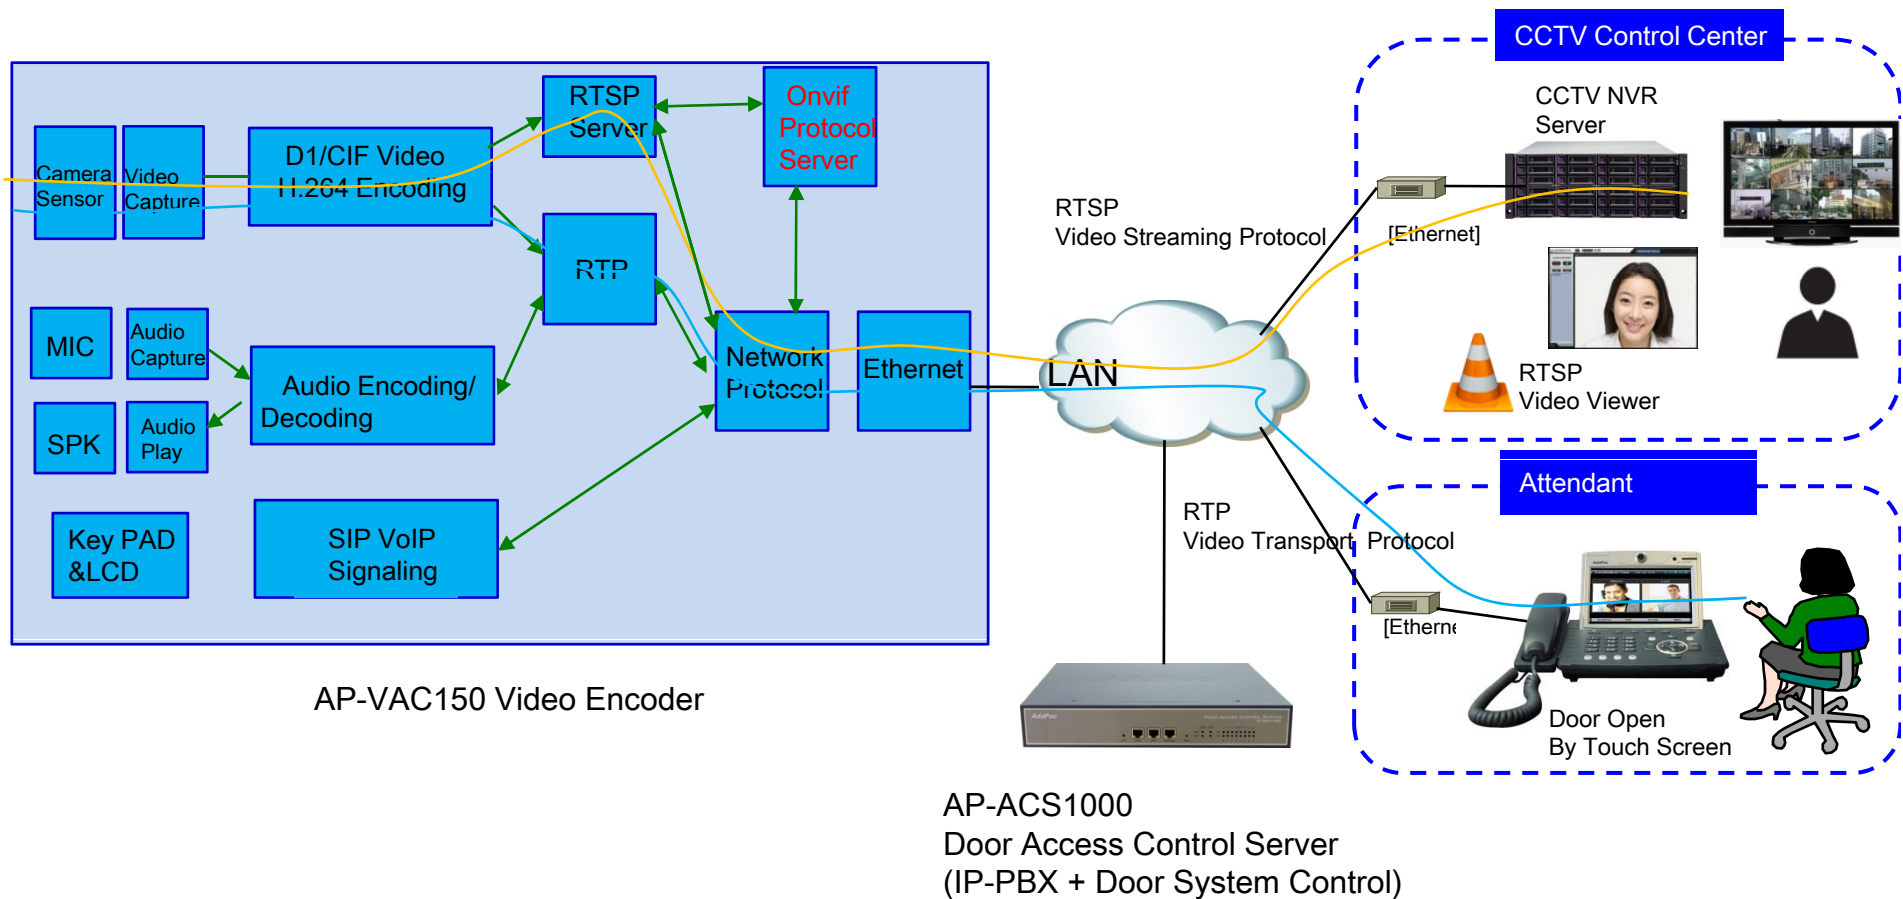 CCTV Control Center
CCTV NVR
Server
RTSP
Server
Onvif
Protocol
Server
D1/CIF Video
H.264 Encoding
Camera
Sensor
Video
Capture
RTSP
Video Streaming Protocol
[Ethernet]
RTP
MIC
Audio
Capture
Audio Encoding/
Decoding
Network
Protocol
Ethernet
LAN
RTSP
Video Viewer
SPK
Audio
Play
Attendant
Key PAD
&LCD
SIP VoIP
Signaling
RTP
Video Transport Protocol
[Etherne
AP-VAC150 Video Encoder
AddPac
Door Open
By Touch Screen
AP-ACS1000
Door Access Control Server
(IP-PBX + Door System Control)